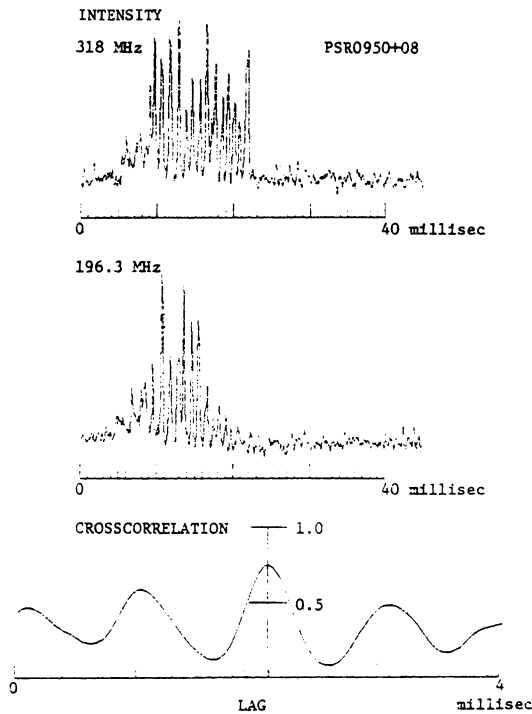 INTENSITY
318 MHz PSR0950+08
0 40 millisec
196.3 MHz
0 40 millisec
CROSSCORRELATION 1.0
0.5
0 4
LAG millisec